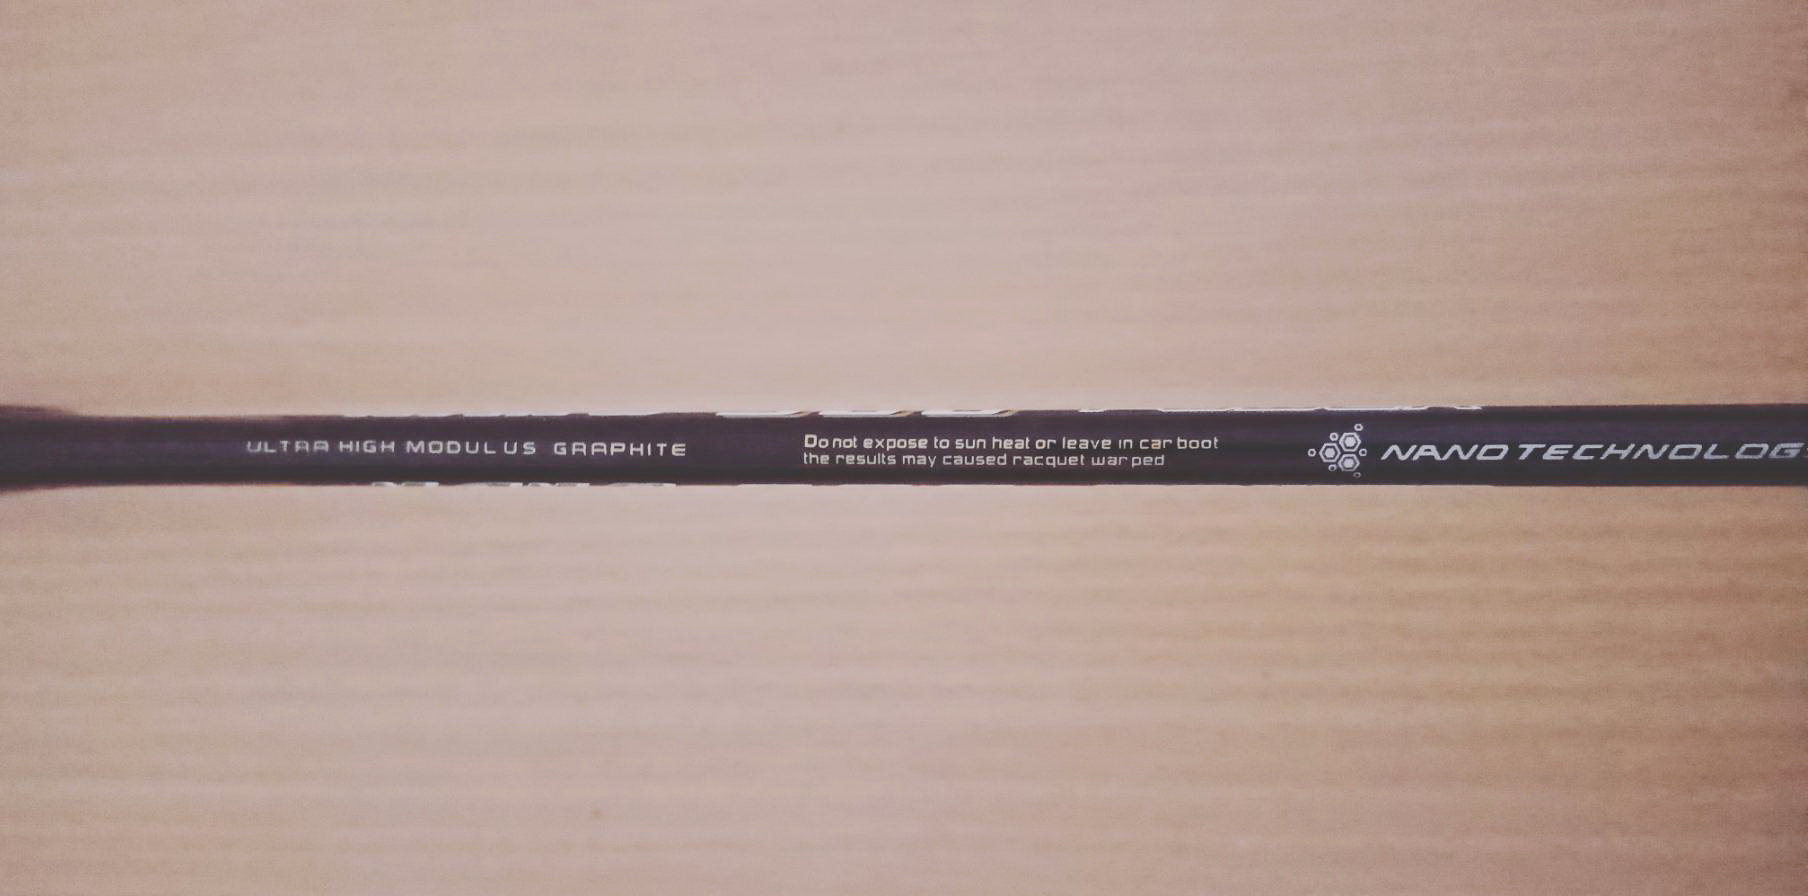 ULTRA HIGH MODULUS GRAPHITE
Do not expose to sun heat or leave in car boot
the results may caused racquet warped
NANO TECHNOLOG